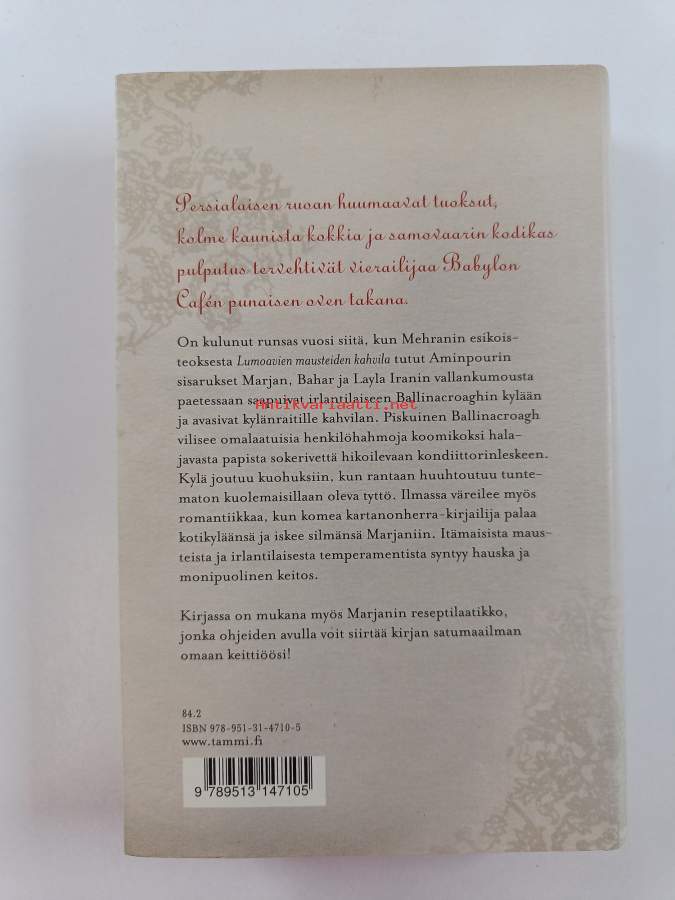 Persialaisen ruoan huumaavat tuoksut,
kolme kaunista kokkia ja samovaarin kodikas
pulputus tervehtivät vierailijaa Babylon
Cafén punaisen oven takana.
On kulunut runsas vuosi siitä, kun Mehranin esikois-
teoksesta Lumoavien mausteiden kahvila tutut Aminpourin
sisarukset Marjan, Bahar ja Layla Iranin vallankumousta
paetessaan saapuivat irlantilaiseen Ballinacroaghin kylään
Antikvariaatti.net
ja avasivat kylänraitille kahvilan. Piskuinen Ballinacroagh
vilisee omalaatuisia henkilöhahmoja koomikoksi hala-
javasta papista sokerivettä hikoilevaan kondiittorinleskeen.
Kylä joutuu kuohuksiin, kun rantaan huuhtoutuu tunte-
maton kuolemaisillaan oleva tyttö. Ilmassa väreilee myös
romantiikkaa, kun komea kartanonherra-kirjailija palaa
kotikyläänsä ja iskee silmänsä Marjaniin. Itämaisista maus-
teista ja irlantilaisesta temperamentista syntyy hauska ja
monipuolinen keitos.
Kirjassa on mukana myös Marjanin reseptilaatikko,
jonka ohjeiden avulla voit siirtää kirjan satumaailman
omaan keittiöösi!
84.2
ISBN 978-951-31-4710-5
www.tammi.fi
9 789513 147105